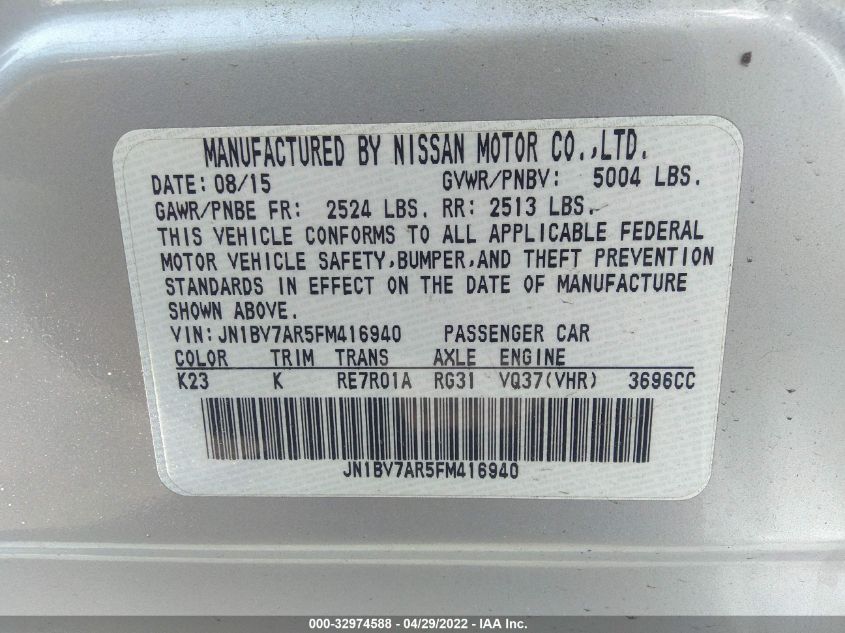 MANUFACTURED BY NISSAN MOTOR CO.,LTD.
DATE: 08/15 GVWR/PNBV: 5004 LBS.
GAWR/PNBE FR: 2524 LBS. RR: 2513 LBS.
THIS VEHICLE CONFORMS TO ALL APPLICABLE FEDERAL
MOTOR VEHICLE SAFETY,BUMPER,AND THEFT PREVENTION
STANDARDS IN EFFECT ON THE DATE OF MANUFACTURE
SHOWN ABOVE.
VIN:JN1BV7AR5FM416940 PASSENGER CAR
COLOR TRIM TRANS AXLE ENGINE
K23 K RE7R01A RG31 VQ37(VHR) 3696CC
JN1BV7AR5FM416940
000-32974588 - 04/29/2022 - IAA Inc.